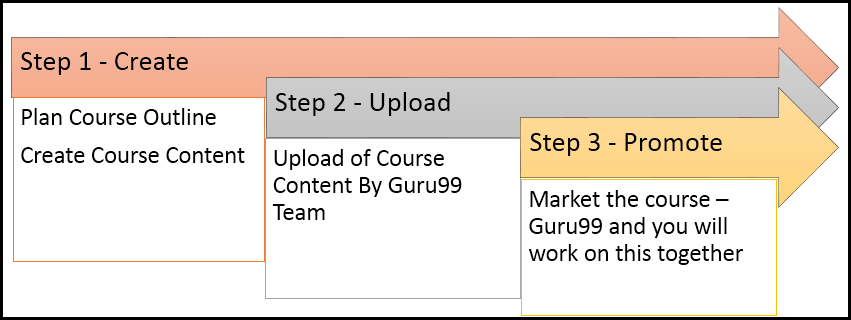 Step 1 - Create
Plan Course Outline
Create Course Content
Step 2 - Upload
Upload of Course
Content By Guru99
Team
Step 3 - Promote
Market the course –
Guru99 and you will
work on this together